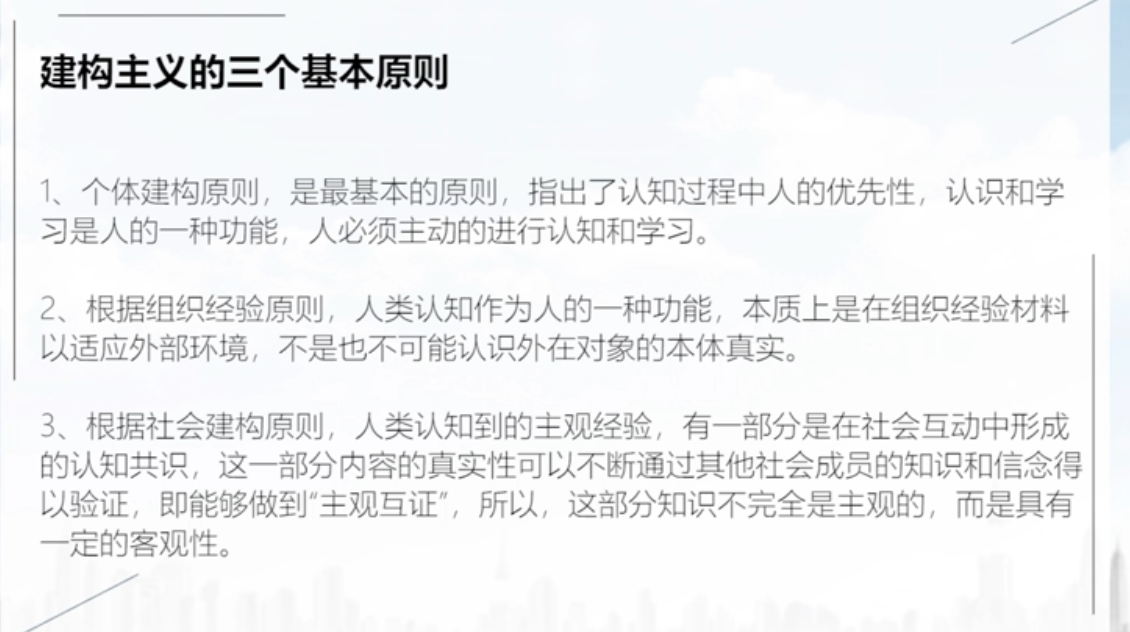 建构主义的三个基本原则
1、个体建构原则，是最基本的原则，指出了认知过程中人的优先性，认识和学
习是人的一种功能，人必须主动的进行认知和学习。
2、根据组织经验原则，人类认知作为人的一种功能，本质上是在组织经验材料
以适应外部环境，不是也不可能认识外在对象的本体真实。
3、根据社会建构原则，人类认知到的主观经验，有一部分是在社会互动中形成
的认知共识，这一部分内容的真实性可以不断通过其他社会成员的知识和信念得
以验证，即能够做到“主观互证”，所以，这部分知识不完全是主观的，而是具有
一定的客观性。